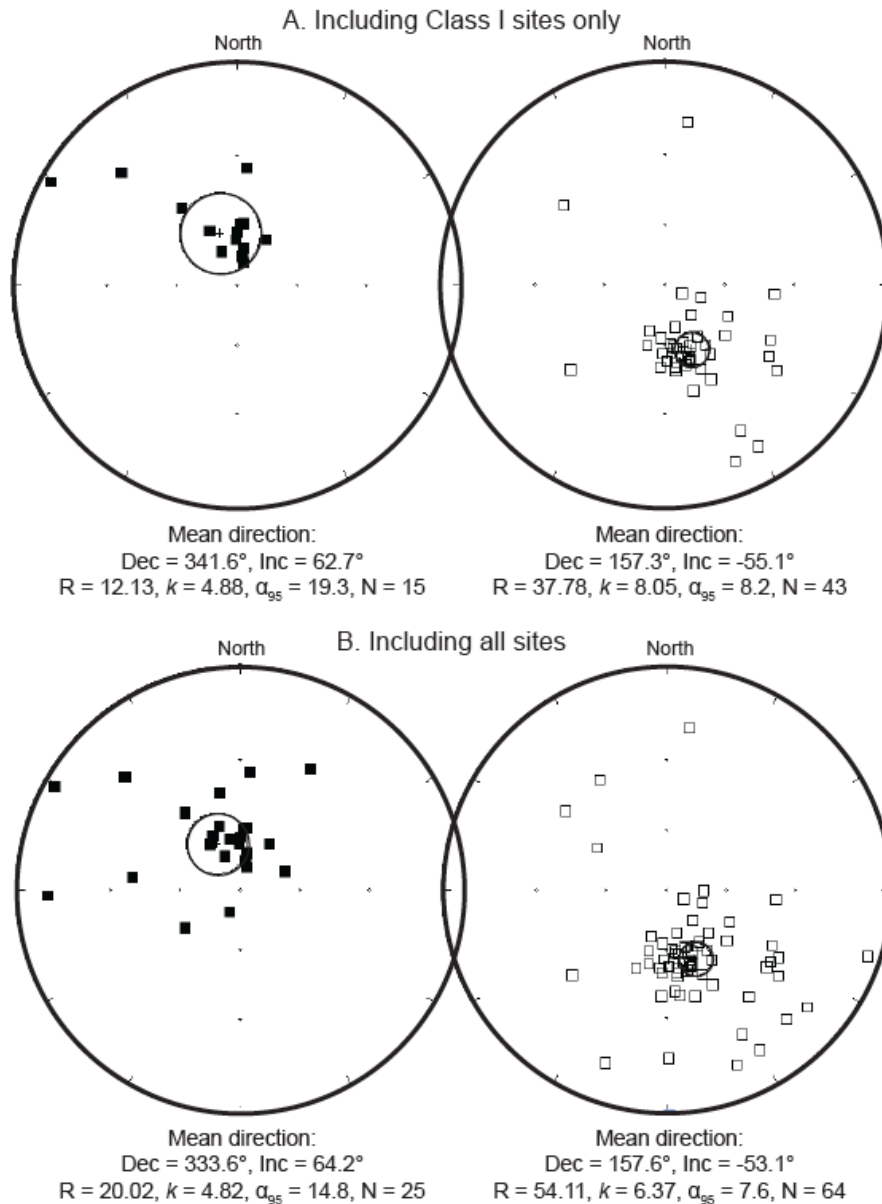 A. Including Class I sites only
North
North
Mean direction:
Dec = 341.6°, Inc = 62.7°
R = 12.13, k = 4.88, α95 = 19.3, N = 15
Mean direction:
Dec = 157.3°, Inc = -55.1°
R = 37.78, k = 8.05, α95 = 8.2, N = 43
B. Including all sites
North
North
Mean direction:
Dec = 333.6°, Inc = 64.2°
R = 20.02, k = 4.82, α95 = 14.8, N = 25
Mean direction:
Dec = 157.6°, Inc = -53.1°
R = 54.11, k = 6.37, α95 = 7.6, N = 64